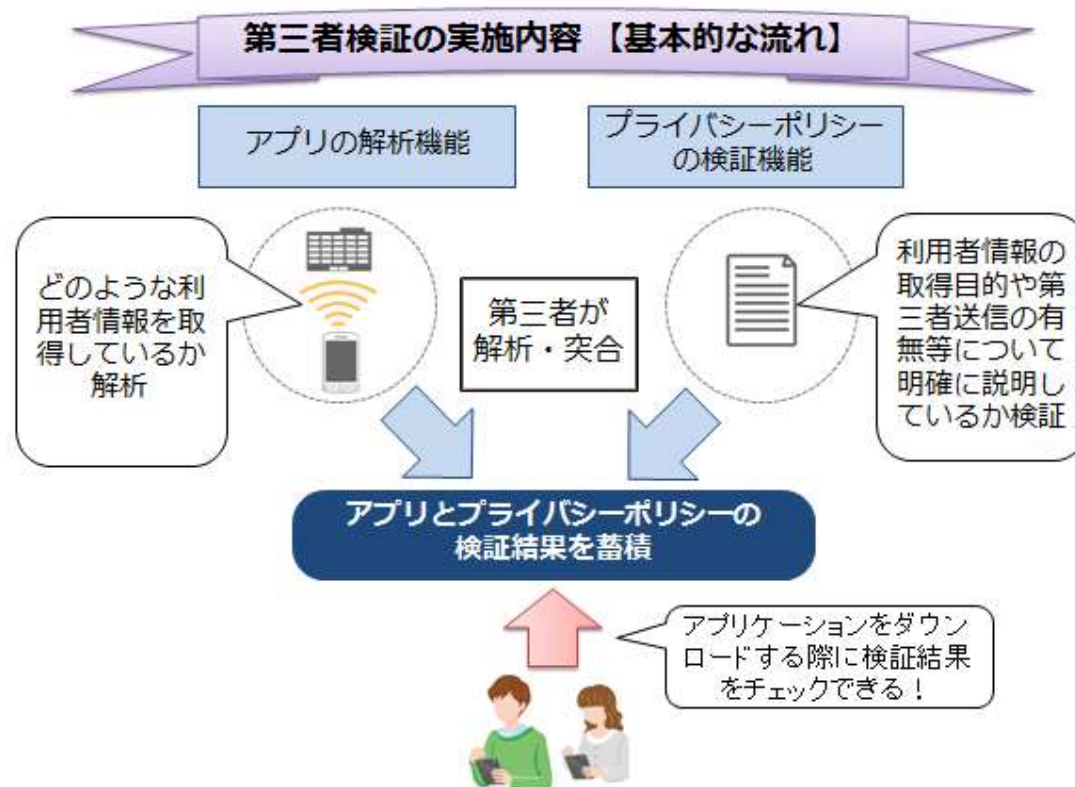 第三者検証の実施内容 【基本的な流れ】
アプリの解析機能
プライバシーポリシー
の検証機能
どのような利
用者情報を取
得しているか
解析
第三者が
解析・突合
利用者情報の
取得目的や第
三者送信の有
無等について
明確に説明し
ているか検証
アプリとプライバシーポリシーの
検証結果を蓄積
アプリケーションをダウン
ロードする際に検証結果
をチェックできる！